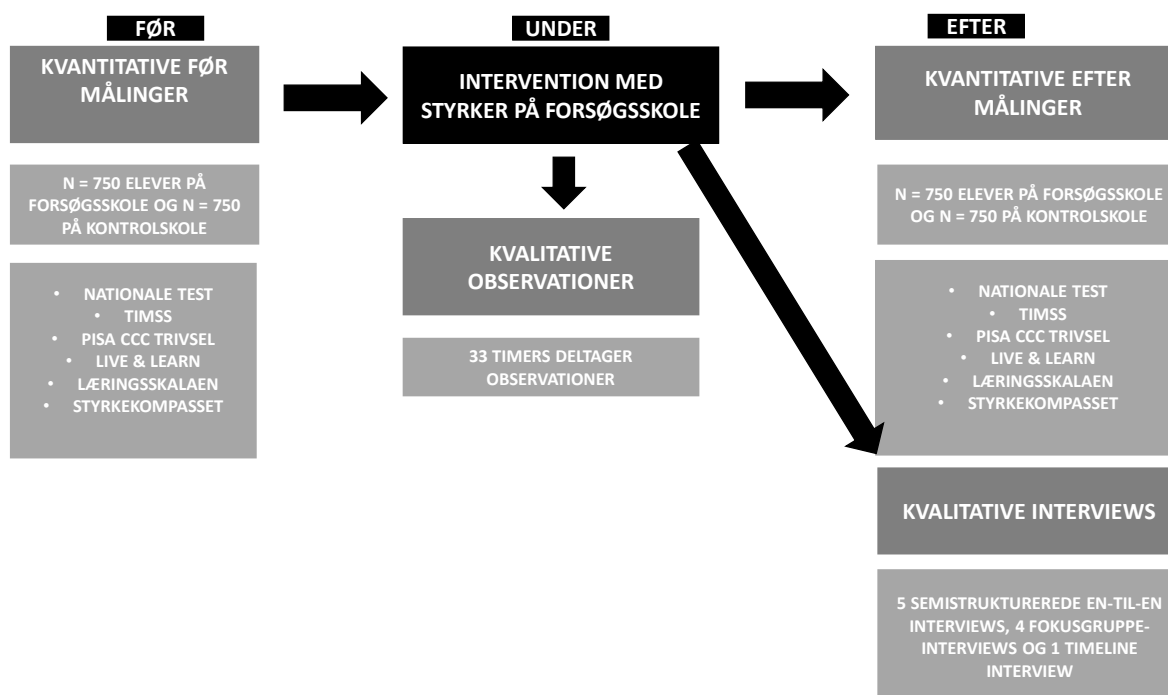 FØR
KVANTITATIVE FØR
MÅLINGER
N = 750 ELEVER PÅ
FORSØGSSKOLE OG N = 750
PÅ KONTROLSKOLE
• NATIONALE TEST
• TIMSS
• PISA CCC TRIVSEL
• LIVE & LEARN
• LÆRINGSSKALAEN
• STYRKEKOMPASSET
UNDER
INTERVENTION MED
STYRKER PÅ FORSØGSSKOLE
KVALITATIVE
OBSERVATIONER
33 TIMERS DELTAGER
OBSERVATIONER
EFTER
KVANTITATIVE EFTER
MÅLINGER
N = 750 ELEVER PÅ FORSØGSSKOLE
OG N = 750 PÅ KONTROLSKOLE
• NATIONALE TEST
• TIMSS
• PISA CCC TRIVSEL
• LIVE & LEARN
• LÆRINGSSKALAEN
• STYRKEKOMPASSET
KVALITATIVE INTERVIEWS
5 SEMISTRUKTUREREDE EN-TIL-EN
INTERVIEWS, 4 FOKUSGRUPPE-
INTERVIEWS OG 1 TIMELINE
INTERVIEW